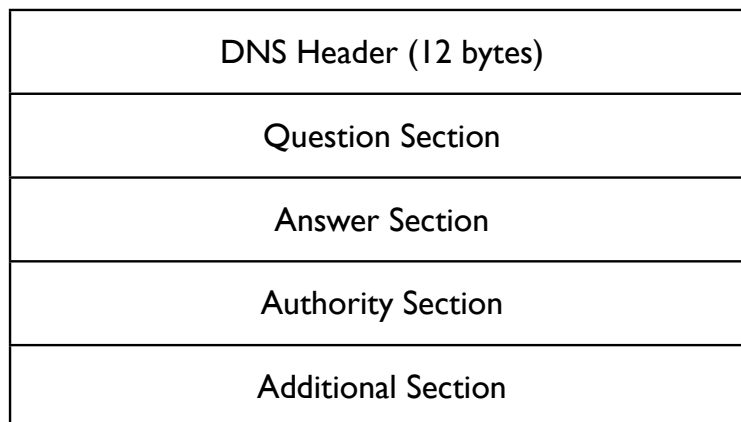 DNS Header (12 bytes)
Question Section
Answer Section
Authority Section
Additional Section